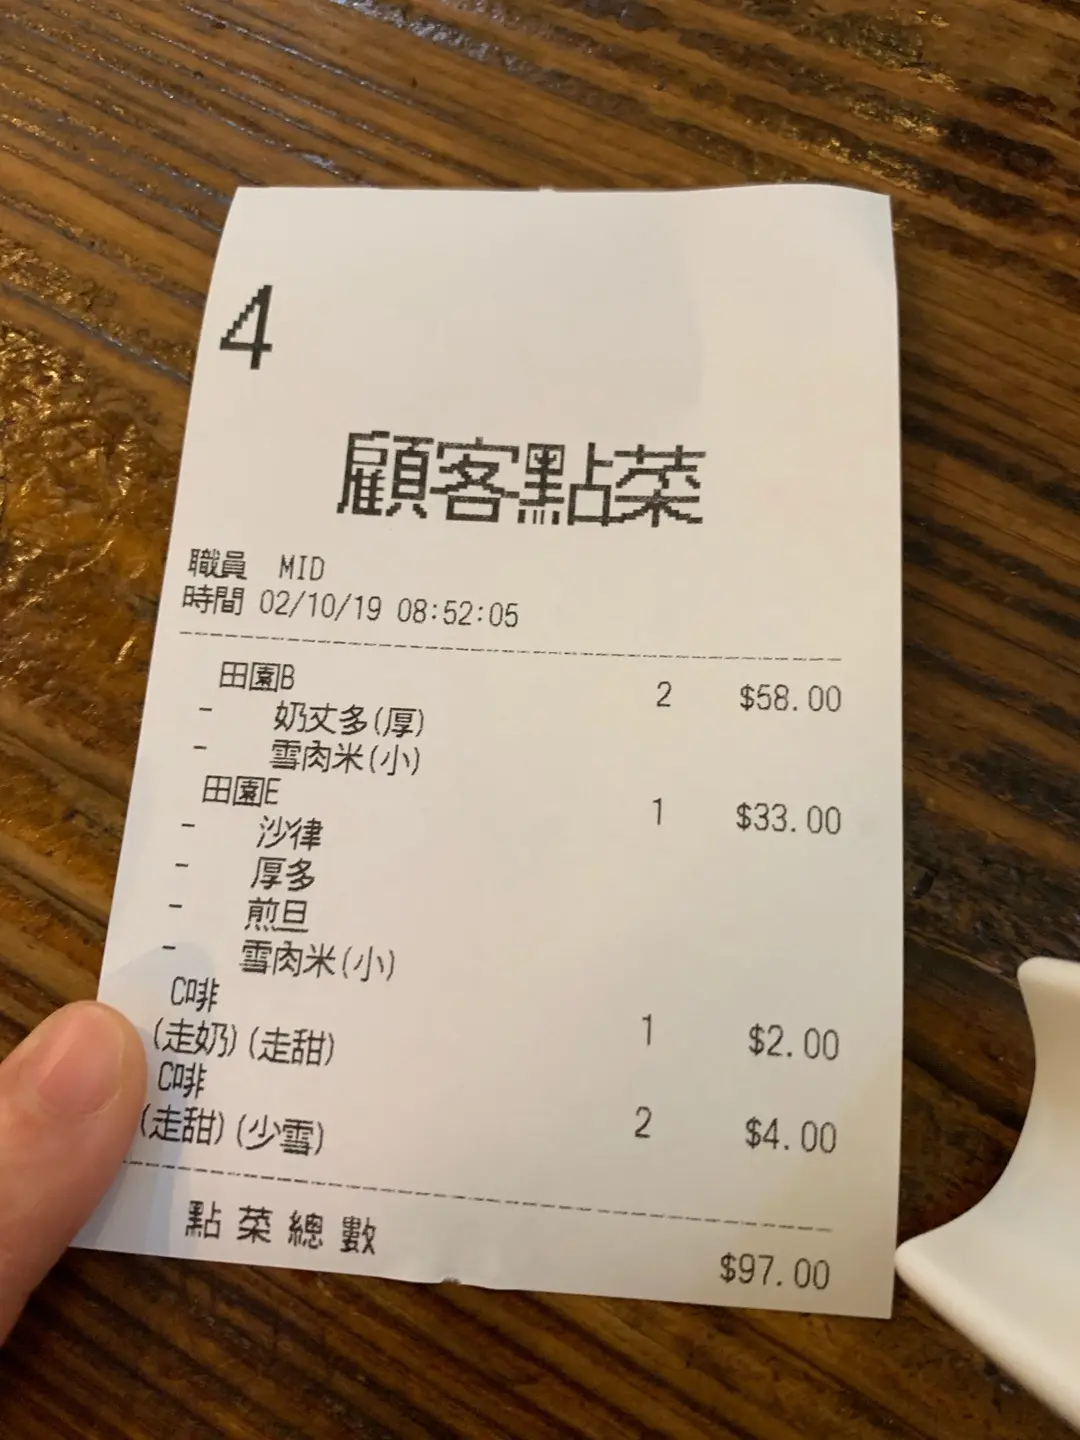 4
顧客點菜
職員 MID
時間 02/10/19 08:52:05
田園B 2 $58.00
- 奶丈多(厚)
- 雪肉米(小)
田園E 1 $33.00
- 沙律
- 厚多
- 煎旦
- 雪肉米(小)
C啡
(走奶)(走甜) 1 $2.00
C啡
(走甜)(少雪) 2 $4.00
點菜總數 $97.00